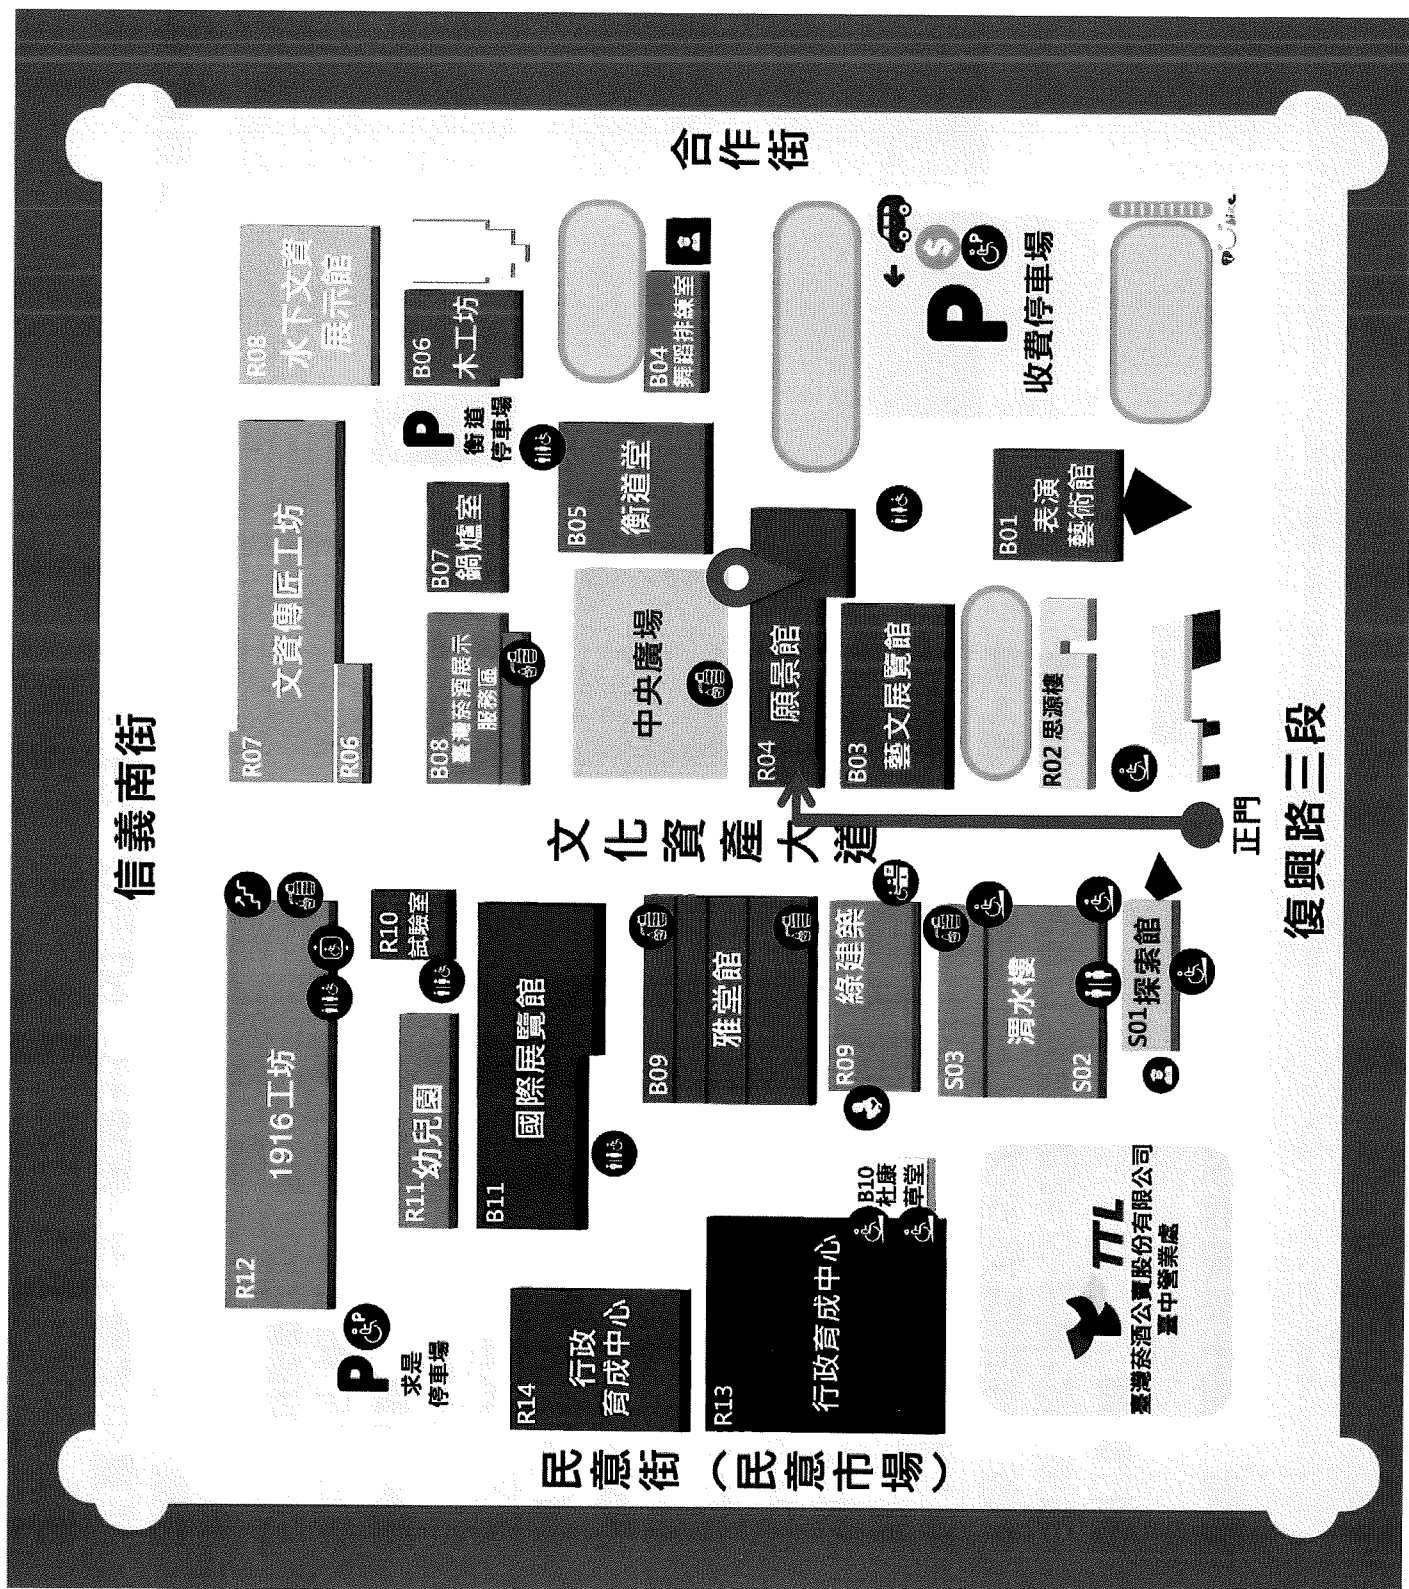 信義南街
R12
1916工坊
R07
文資傳匠工坊
R06
R08
水下文資
展示館
P
求是
停車場
R11 幼兒園
R10
試驗室
B08
臺灣菸酒展示
服務區
B07
鍋爐室
P
衡道
停車場
B06
木工坊
B11
國際展覽館
R14
行政
育成中心
中央廣場
B05
衡道堂
B04
舞蹈排練室
民意街（民意市場）
文化資產大道
合作街
B09
雅堂館
R04
願景館
R13
行政育成中心
B10
杜康
草堂
R09
綠建築
B03
藝文展覽館
P
$
P
收費停車場
S03
渭水樓
S02
R02 思源樓
B01
表演
藝術館
S01探索館
TTL
臺灣菸酒公賣股份有限公司
臺中營業處
正門
復興路三段